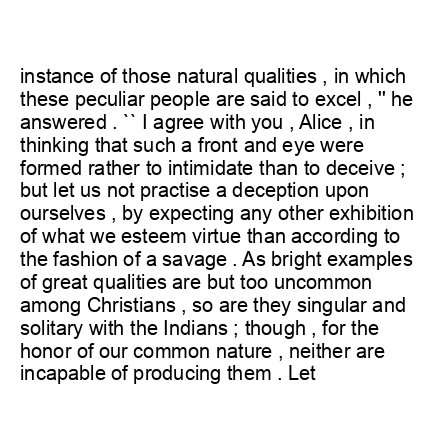 instance of those natural qualities , in which
these peculiar people are said to excel , " he
answered . `` I agree with you , Alice , in
thinking that such a front and eye were
formed rather to intimidate than to deceive ;
but let us not practise a deception upon
ourselves , by expecting any other exhibition
of what we esteem virtue than according to
the fashion of a savage . As bright examples
of great qualities are but too uncommon
among Christians , so are they singular and
solitary with the Indians ; though , for the
honor of our common nature , neither are
incapable of producing them . Let